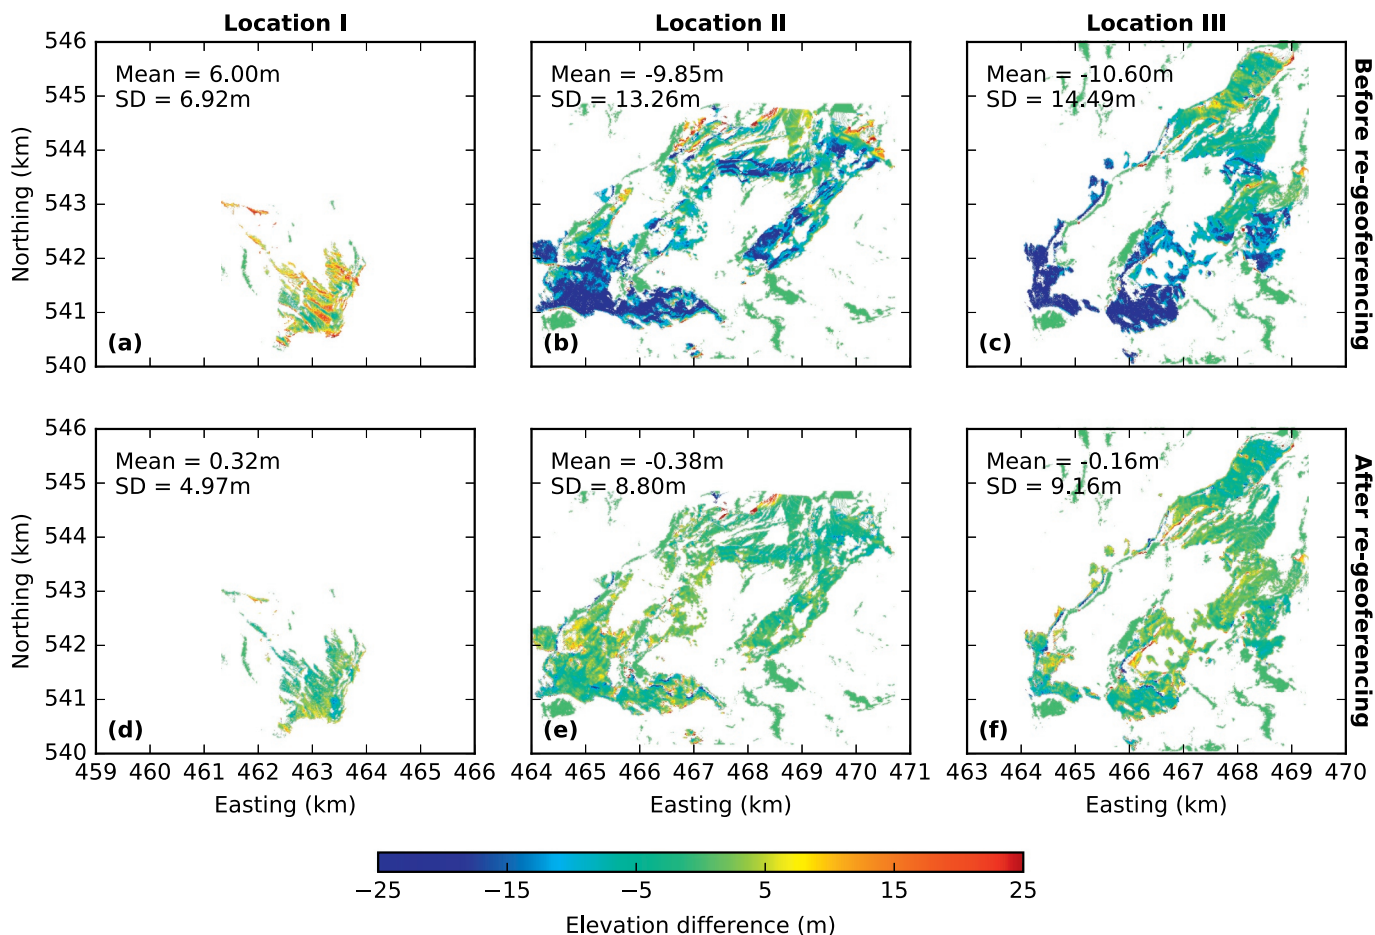 Location I
Location II
Location III
546
545
544
543
542
541
540
Northing (km)
Mean = 6.00m
SD = 6.92m
(a)
Mean = -9.85m
SD = 13.26m
(b)
Mean = -10.60m
SD = 14.49m
(c)
Before re-geoferencing
546
545
544
543
542
541
540
Northing (km)
Mean = 0.32m
SD = 4.97m
(d)
Mean = -0.38m
SD = 8.80m
(e)
Mean = -0.16m
SD = 9.16m
(f)
After re-geoferencing
459 460 461 462 463 464 465 466
464 465 466 467 468 469 470 471
463 464 465 466 467 468 469 470
Easting (km)
Easting (km)
Easting (km)
−25 −15 −5 5 15 25
Elevation difference (m)